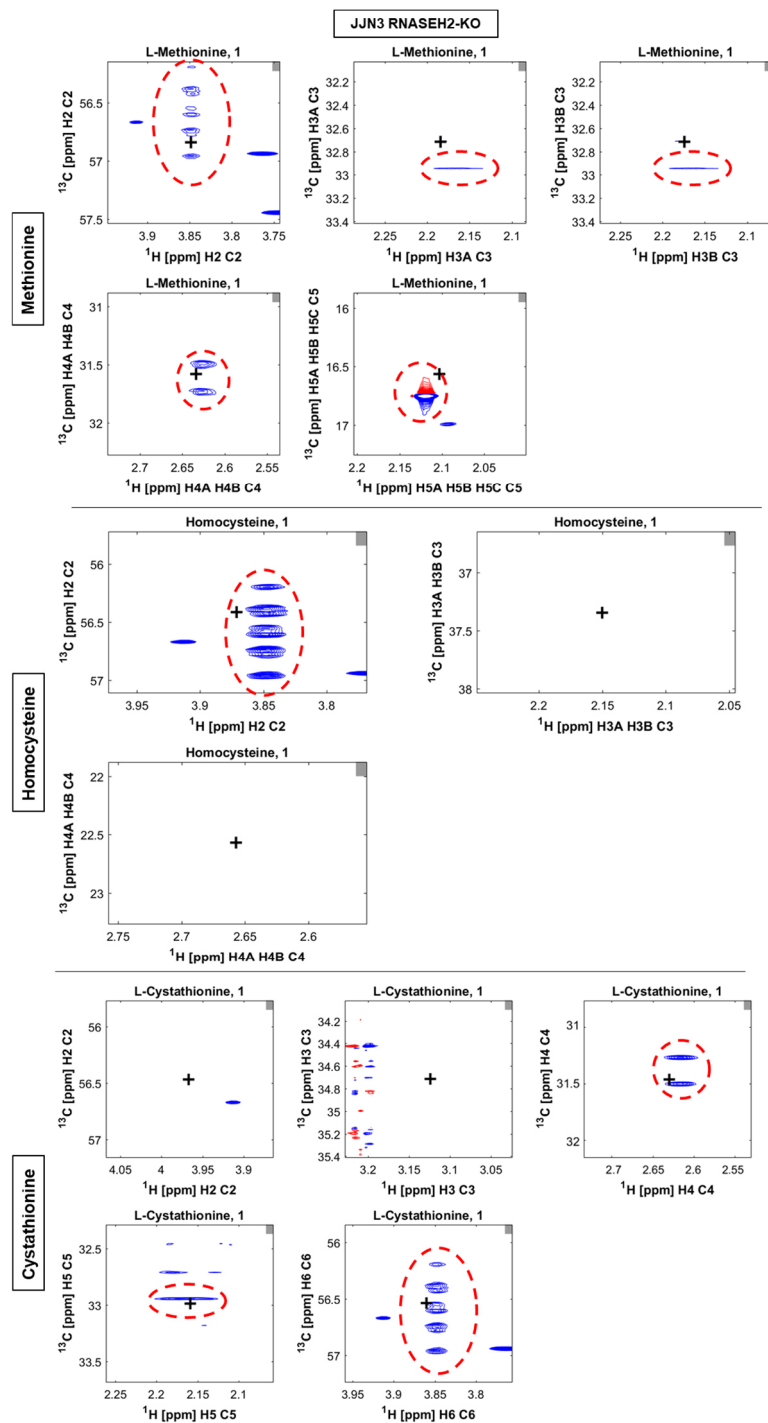 JJN3 RNASEH2-KO
Methionine
L-Methionine, 1
¹³C [ppm] H2 C2
56.5
57
57.5
3.9
3.85
3.8
3.75
¹H [ppm] H2 C2
L-Methionine, 1
¹³C [ppm] H3A C3
32.2
32.4
32.6
32.8
33
33.2
33.4
2.25
2.2
2.15
2.1
¹H [ppm] H3A C3
L-Methionine, 1
¹³C [ppm] H3B C3
32.2
32.4
32.6
32.8
33
33.2
33.4
2.25
2.2
2.15
2.1
¹H [ppm] H3B C3
L-Methionine, 1
¹³C [ppm] H4A H4B C4
31
31.5
32
2.7
2.65
2.6
2.55
¹H [ppm] H4A H4B C4
L-Methionine, 1
¹³C [ppm] H5A H5B H5C C5
16
16.5
17
2.2
2.15
2.1
2.05
¹H [ppm] H5A H5B H5C C5
Homocysteine
Homocysteine, 1
¹³C [ppm] H2 C2
56
56.5
57
3.95
3.9
3.85
3.8
¹H [ppm] H2 C2
Homocysteine, 1
¹³C [ppm] H3A H3B C3
37
37.5
38
2.2
2.15
2.1
2.05
¹H [ppm] H3A H3B C3
Homocysteine, 1
¹³C [ppm] H4A H4B C4
22
22.5
23
2.75
2.7
2.65
2.6
¹H [ppm] H4A H4B C4
Cystathionine
L-Cystathionine, 1
¹³C [ppm] H2 C2
56
56.5
57
4.05
4
3.95
3.9
¹H [ppm] H2 C2
L-Cystathionine, 1
¹³C [ppm] H3 C3
34.2
34.4
34.6
34.8
35
35.2
35.4
3.2
3.15
3.1
3.05
¹H [ppm] H3 C3
L-Cystathionine, 1
¹³C [ppm] H4 C4
31
31.5
32
2.7
2.65
2.6
2.55
¹H [ppm] H4 C4
L-Cystathionine, 1
¹³C [ppm] H5 C5
32.5
33
33.5
2.25
2.2
2.15
2.1
¹H [ppm] H5 C5
L-Cystathionine, 1
¹³C [ppm] H6 C6
56
56.5
57
3.95
3.9
3.85
3.8
¹H [ppm] H6 C6